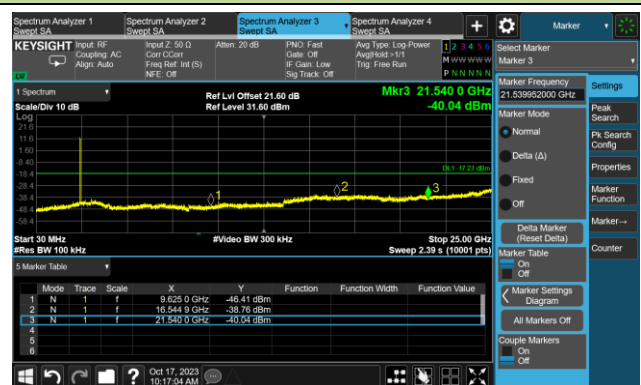 Spectrum Analyzer 1
Swept SA
Spectrum Analyzer 2
Swept SA
Spectrum Analyzer 3
Swept SA
Spectrum Analyzer 4
Swept SA
+
Marker
KEYSIGHT
Input: RF
Coupling: AC
Align: Auto
Input Z: 50 Ω
Corr CCorr
Freq Ref: Int (S)
NFE: Off
Atten: 20 dB
PNO: Fast
Gate: Off
IF Gain: Low
Sig Track: Off
Avg Type: Log-Power
Avg|Hold:>1/1
Trig: Free Run
1 2 3 4 5 6
M W W W W W
P N N N N N
LW
1 Spectrum
Scale/Div 10 dB
Ref Lvl Offset 21.60 dB
Ref Level 31.60 dBm
Mkr3 21.540 0 GHz
-40.04 dBm
Log
21.6
11.6
1.60
-8.40
-18.4
-28.4
-38.4
-48.4
-58.4
DL1 -17.23 dBm
1
2
3
Start 30 MHz
#Res BW 100 kHz
#Video BW 300 kHz
Stop 25.00 GHz
Sweep 2.39 s (10001 pts)
5 Marker Table
Mode Trace Scale X Y Function Function Width Function Value
1 N 1 f 9.625 0 GHz -46.41 dBm
2 N 1 f 16.544 9 GHz -38.76 dBm
3 N 1 f 21.540 0 GHz -40.04 dBm
4
5
6
Select Marker
Marker 3
Marker Frequency
21.539952000 GHz
Marker Mode
Normal
Delta (Δ)
Fixed
Off
Delta Marker
(Reset Delta)
Marker Table
On
Off
Marker Settings
Diagram
All Markers Off
Couple Markers
On
Off
Settings
Peak
Search
Pk Search
Config
Properties
Marker
Function
Marker→
Counter
?
Oct 17, 2023
10:17:04 AM